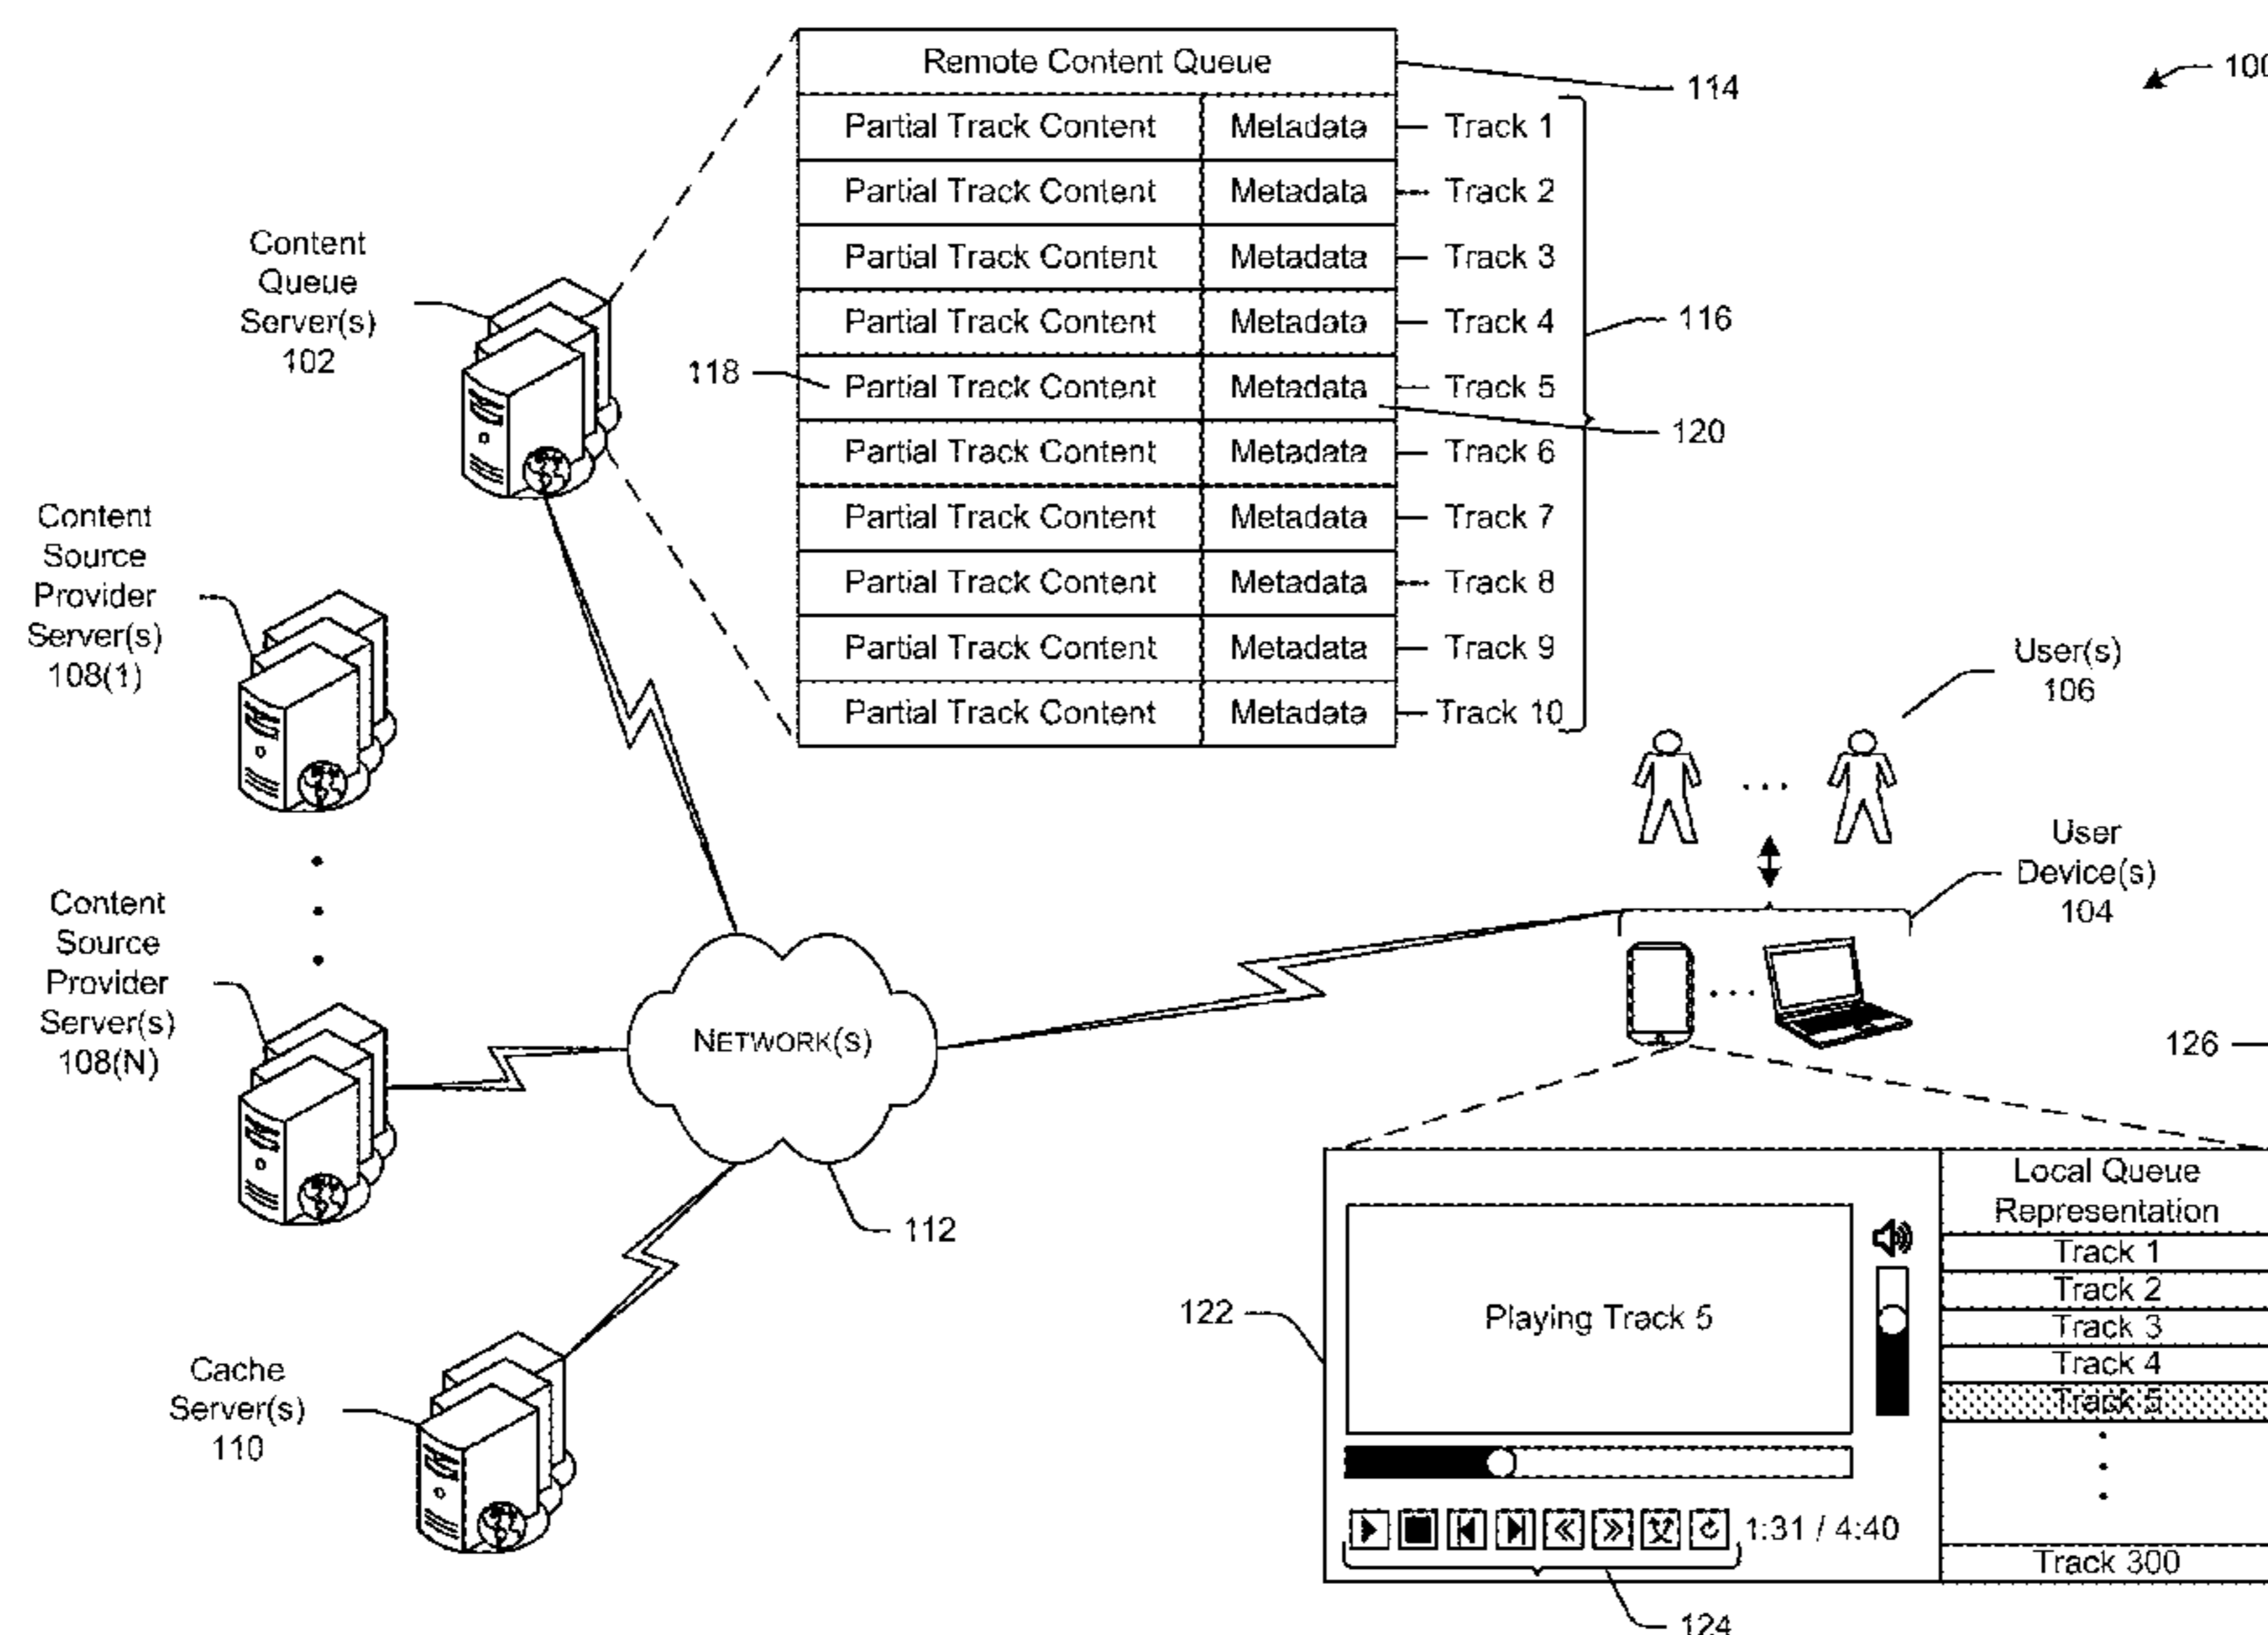 Remote Content Queue
114
100
Partial Track Content Metadata Track 1
Partial Track Content Metadata Track 2
Partial Track Content Metadata Track 3
Partial Track Content Metadata Track 4
116
118 Partial Track Content Metadata Track 5
120
Partial Track Content Metadata Track 6
Partial Track Content Metadata Track 7
Partial Track Content Metadata Track 8
Partial Track Content Metadata Track 9
Partial Track Content Metadata Track 10
Content
Queue
Server(s)
102
Content
Source
Provider
Server(s)
108(1)
Content
Source
Provider
Server(s)
108(N)
User(s)
106
User
Device(s)
104
NETWORK(S)
112
126
Cache
Server(s)
110
122
Playing Track 5
1:31 / 4:40
124
Local Queue
Representation
Track 1
Track 2
Track 3
Track 4
Track 5
Track 300